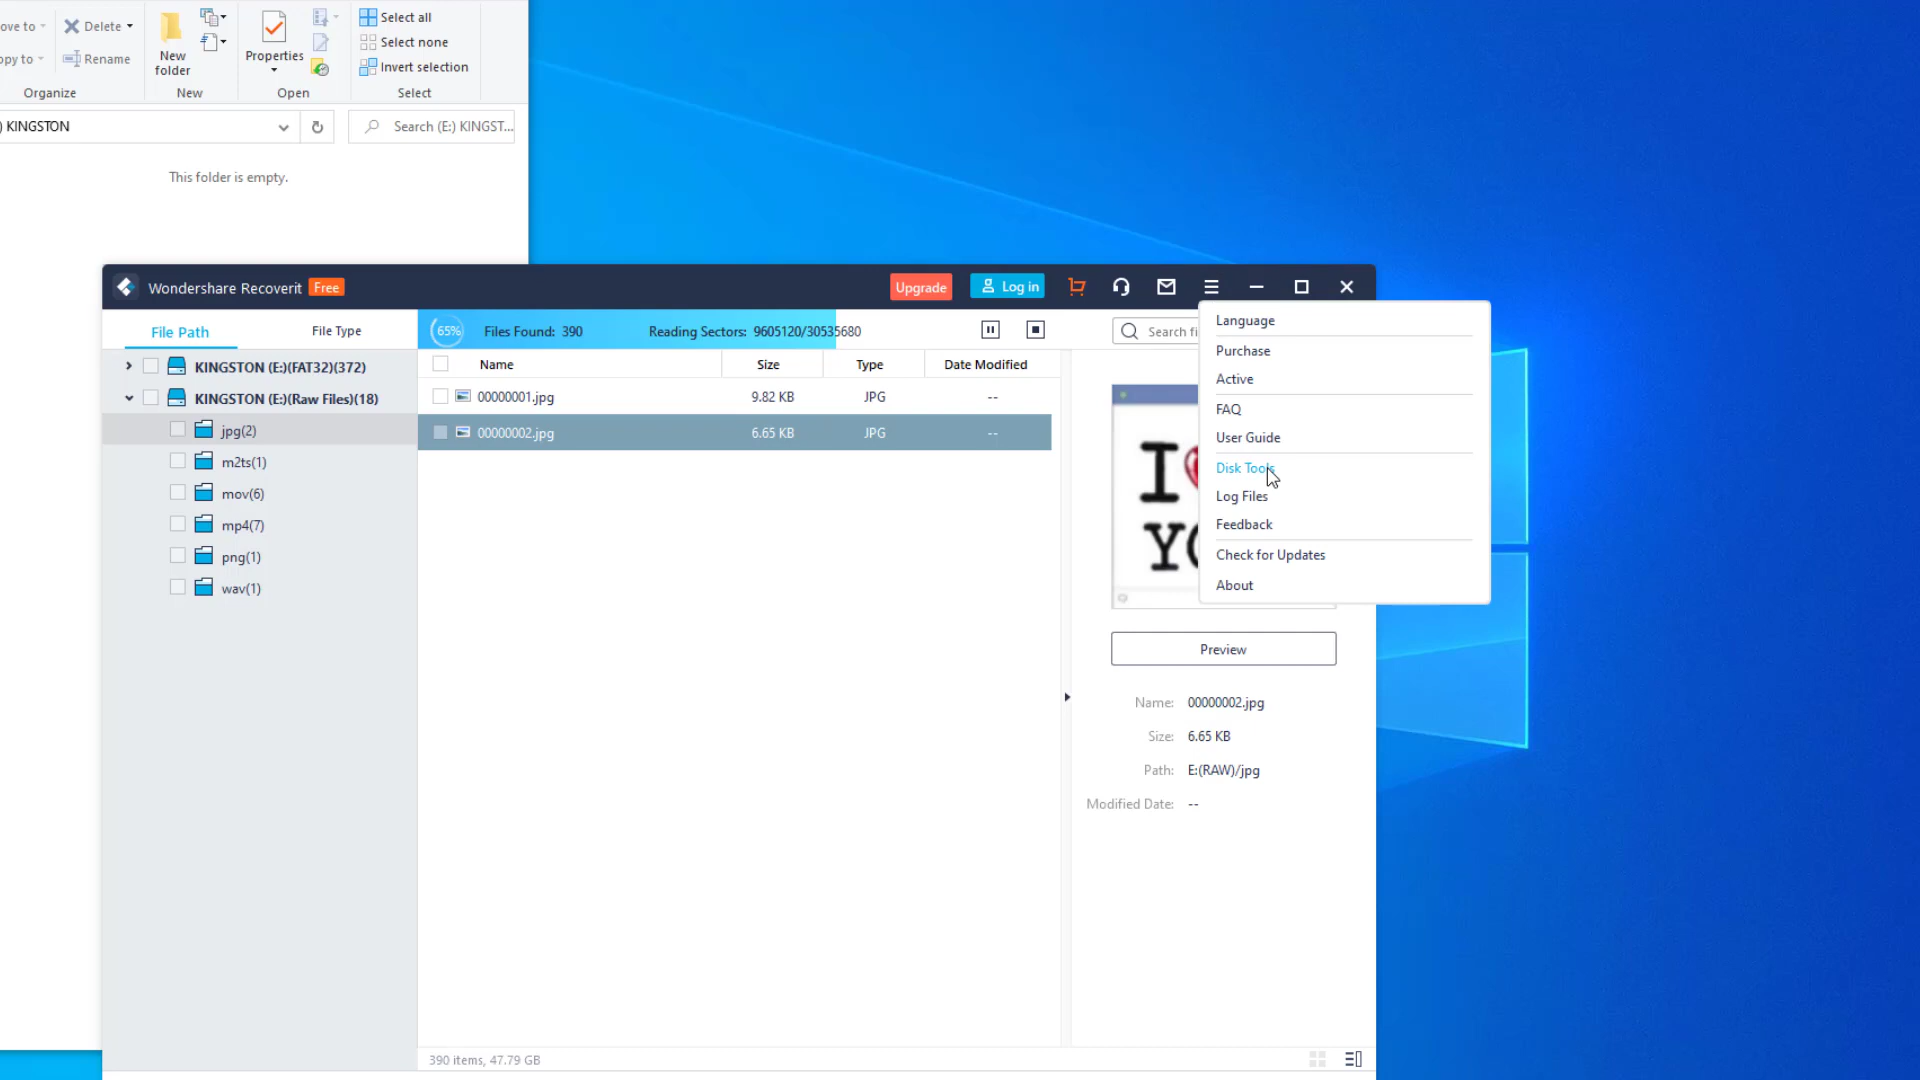 ove to
Delete
opy to
Rename
New
folder
Properties
Select all
Select none
Invert selection
Organize
New
Open
Select
) KINGSTON
Search (E:) KINGST...
This folder is empty.
Wondershare Recoverit
Free
Upgrade
Log in
File Path
File Type
65%
Files Found: 390
Reading Sectors: 9605120/30535680
Search fi
KINGSTON (E:)(FAT32)(372)
KINGSTON (E:)(Raw Files)(18)
jpg(2)
m2ts(1)
mov(6)
mp4(7)
png(1)
wav(1)
Name
Size
Type
Date Modified
00000001.jpg
9.82 KB
JPG
--
00000002.jpg
6.65 KB
JPG
--
Language
Purchase
Active
FAQ
User Guide
Disk Tools
Log Files
Feedback
Check for Updates
About
I
YO
Preview
Name: 00000002.jpg
Size: 6.65 KB
Path: E:(RAW)/jpg
Modified Date: --
390 items, 47.79 GB